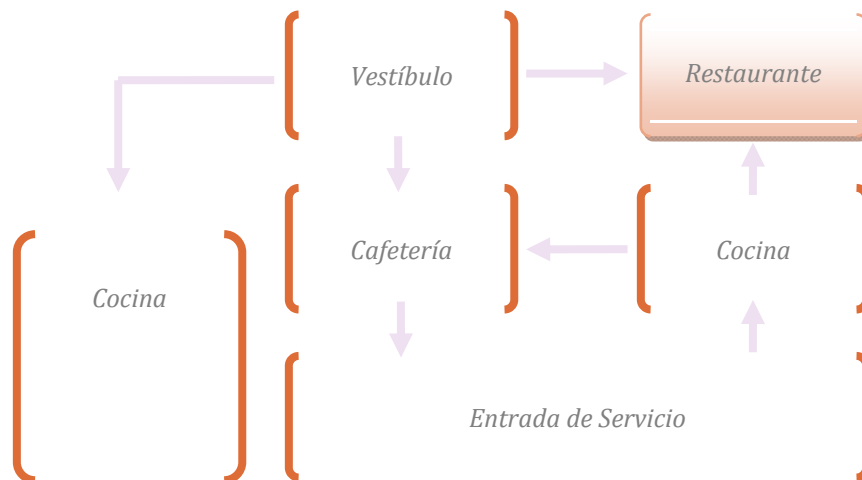 Vestíbulo
Restaurante
Cafetería
Cocina
Cocina
Entrada de Servicio